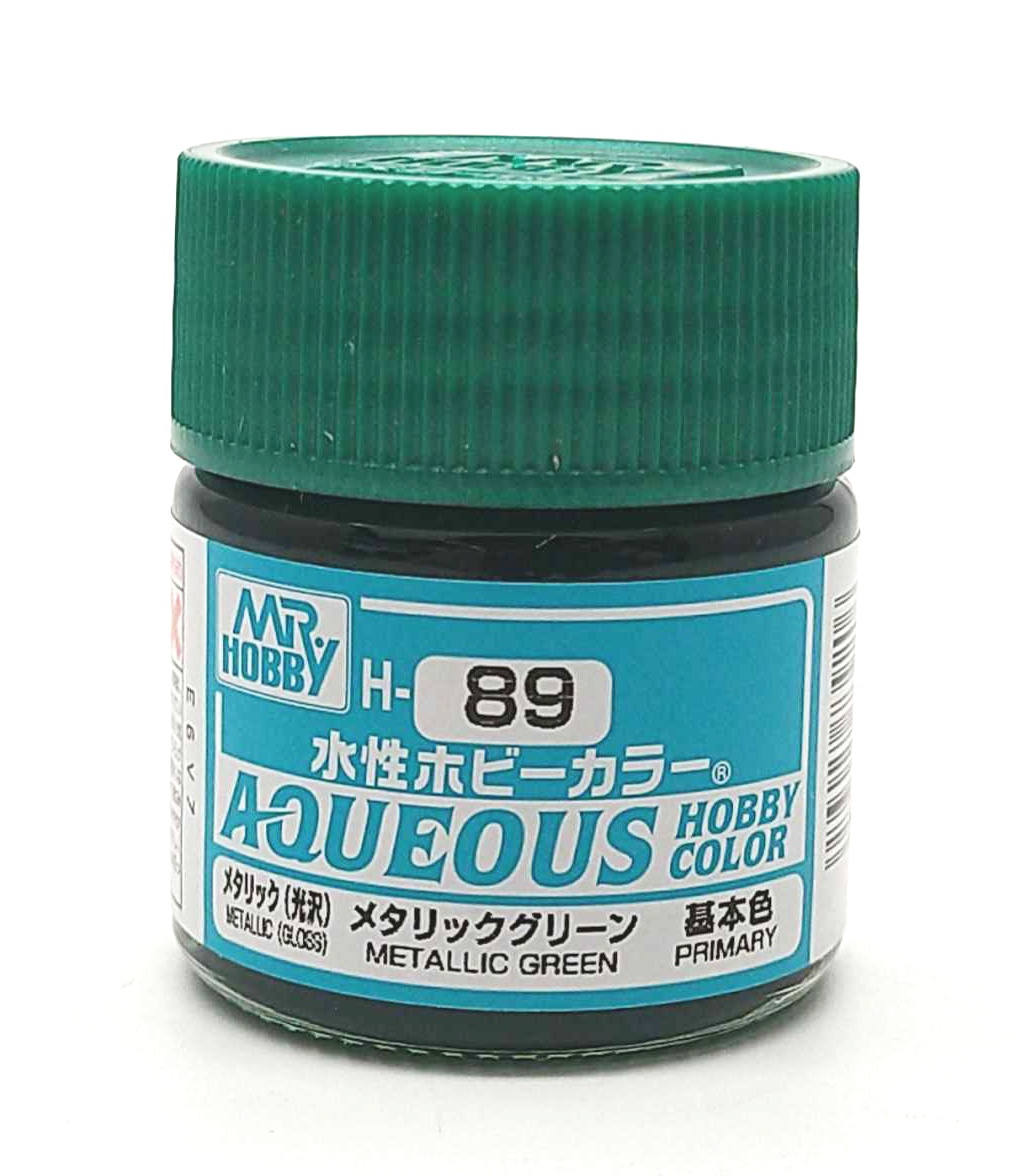 MR. HOBBY
H-89
水性ホビーカラー®
AQUEOUS HOBBY COLOR
メタリック(光沢)
METALLIC (GLOSS)
メタリックグリーン
METALLIC GREEN
基本色
PRIMARY
E6V7